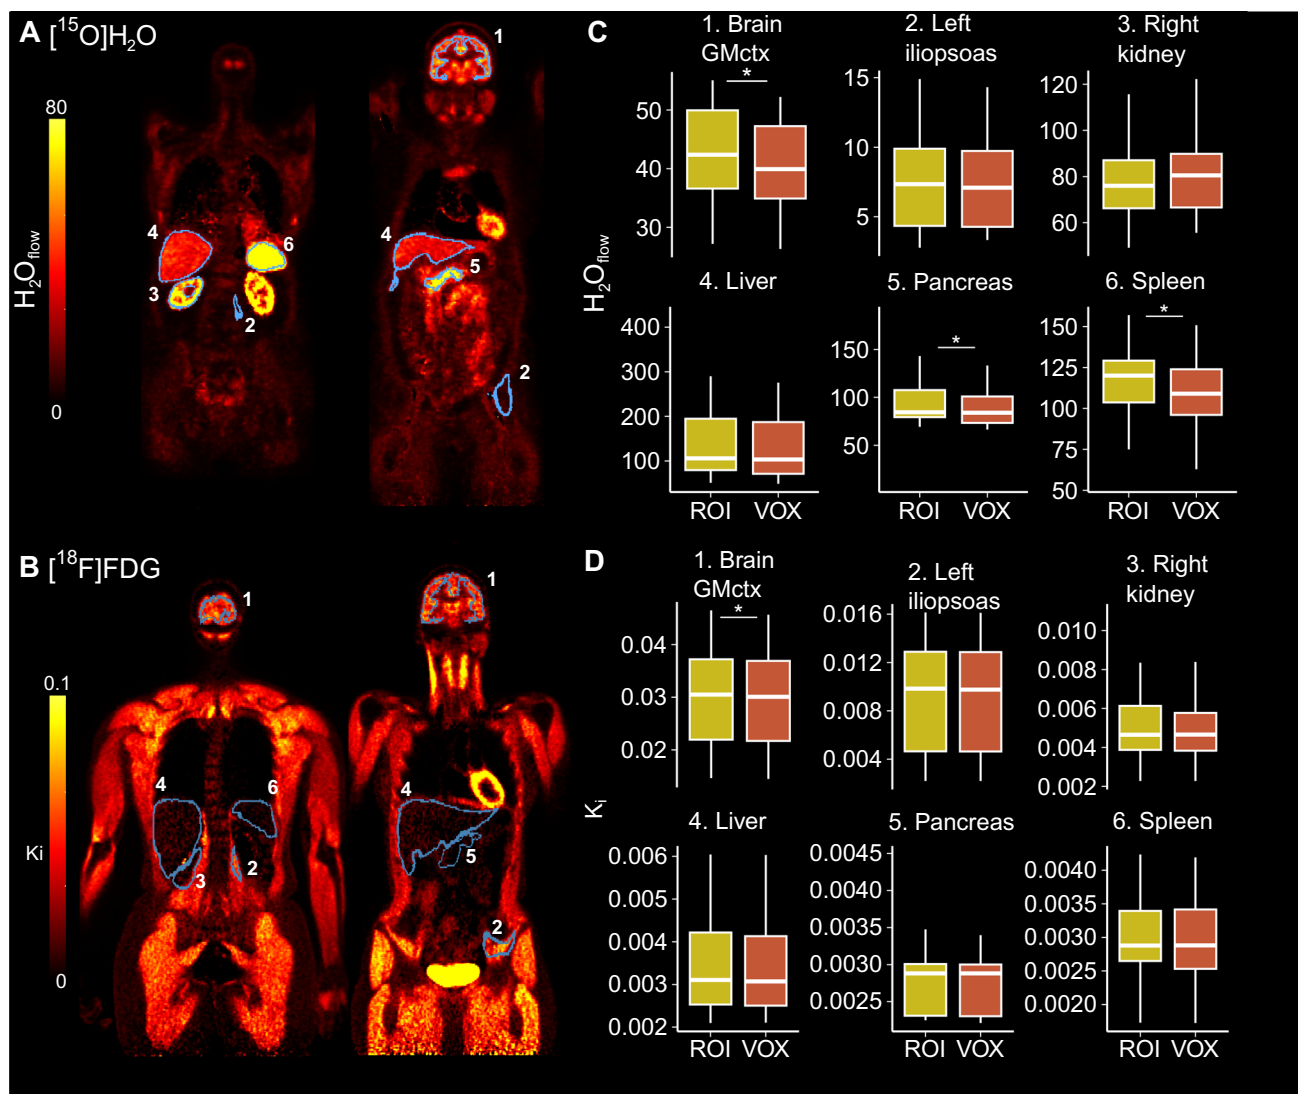 A [¹⁵O]H₂O
80
H₂O_flow
0
1
4
6
3
2
1
4
5
2
B [¹⁸F]FDG
0.1
Ki
0
1
4
6
2
3
1
4
5
2
C
H₂O_flow
1. Brain
GMctx
*
50
40
30
2. Left
iliopsoas
15
10
5
3. Right
kidney
120
100
80
60
4. Liver
400
300
200
100
ROI VOX
5. Pancreas
*
150
100
50
ROI VOX
6. Spleen
*
150
125
100
75
50
ROI VOX
D
Kᵢ
1. Brain
GMctx
*
0.04
0.03
0.02
2. Left
iliopsoas
0.016
0.012
0.008
0.004
3. Right
kidney
0.010
0.008
0.006
0.004
0.002
4. Liver
0.006
0.005
0.004
0.003
0.002
ROI VOX
5. Pancreas
0.0045
0.0040
0.0035
0.0030
0.0025
ROI VOX
6. Spleen
0.0040
0.0035
0.0030
0.0025
0.0020
ROI VOX